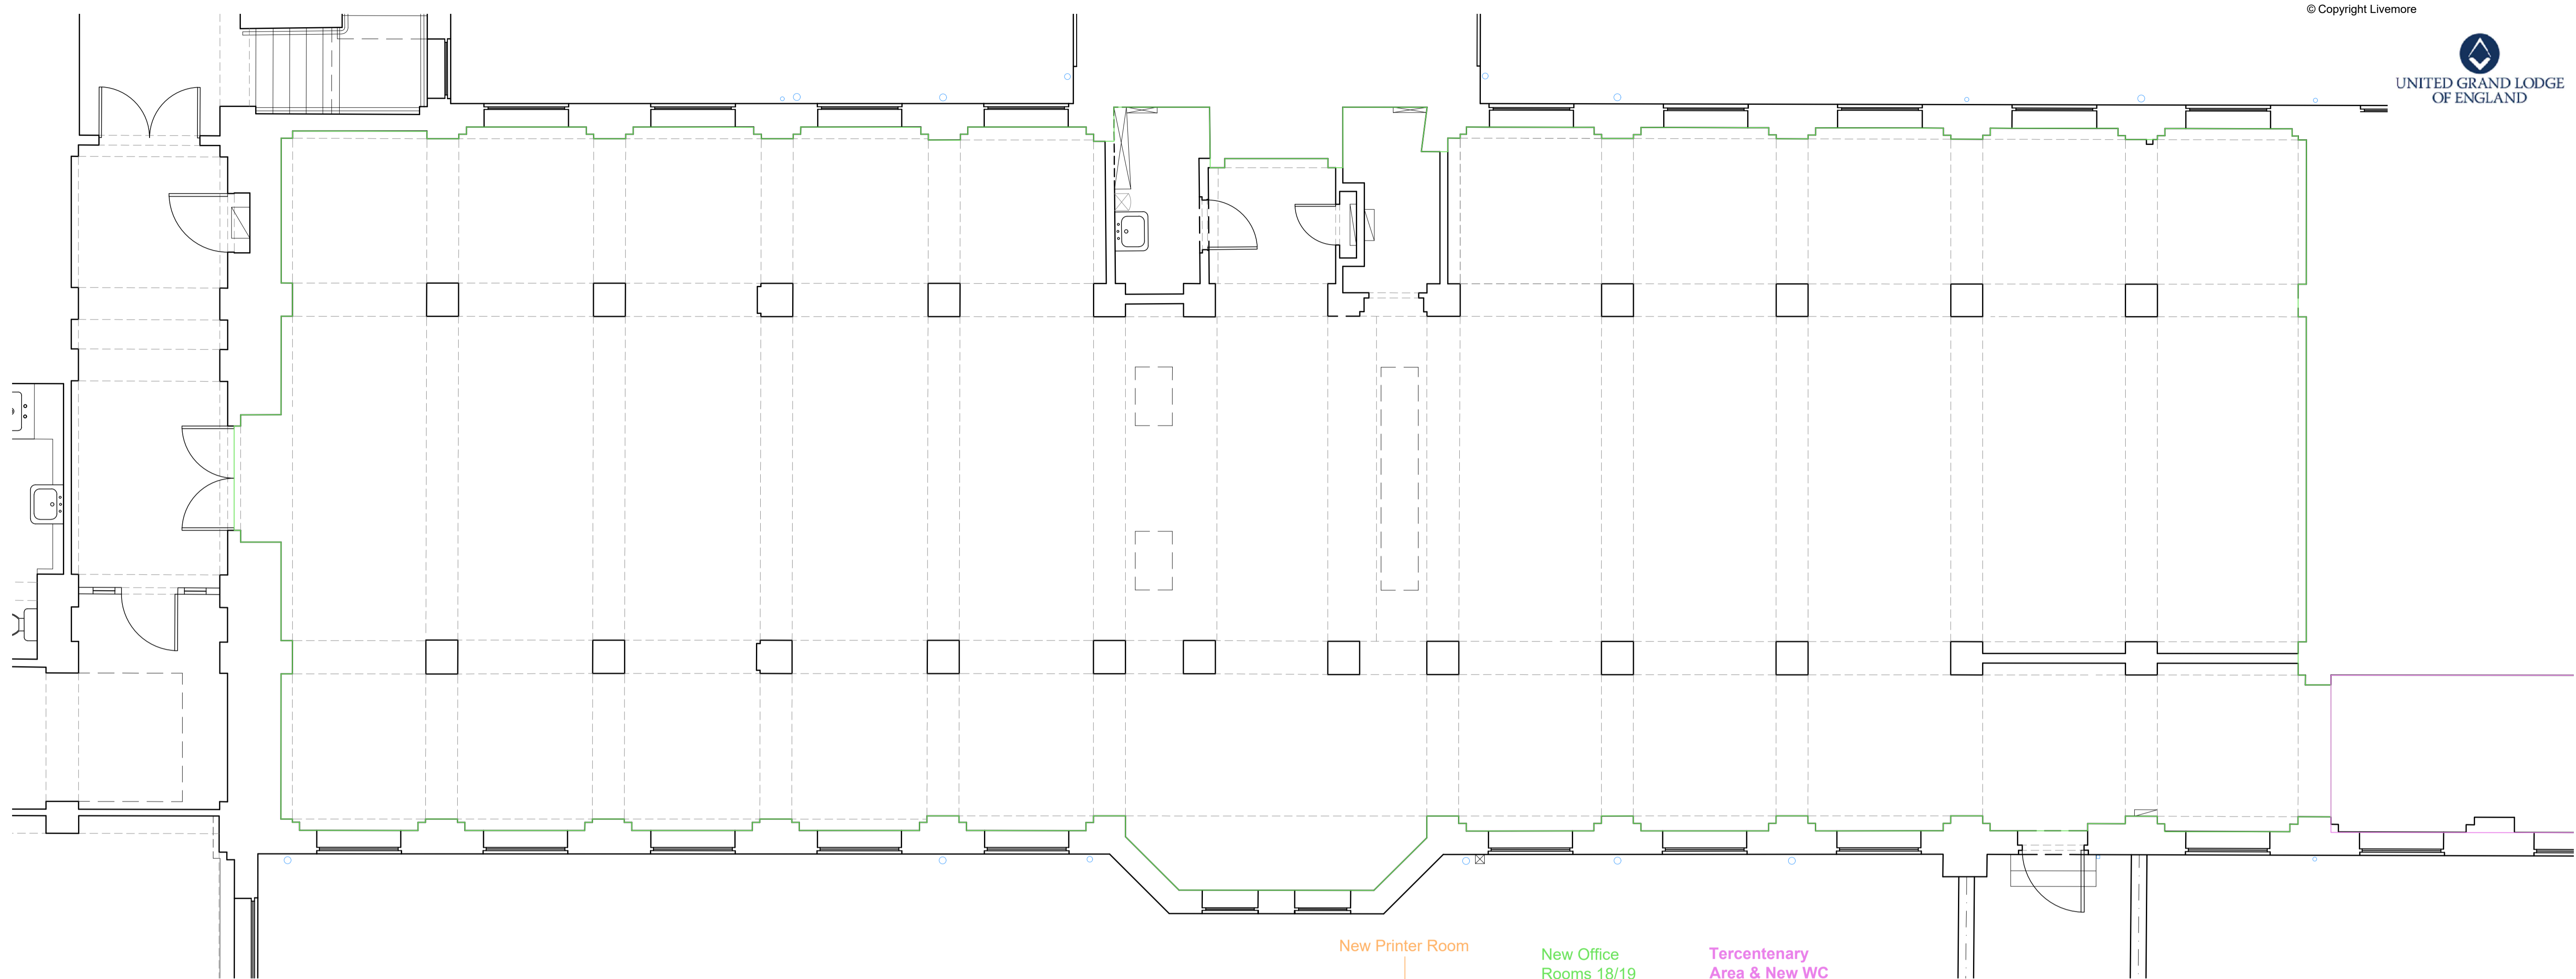 © Copyright Livemore
UNITED GRAND LODGE
OF ENGLAND
New Printer Room
New Office
Rooms 18/19
Tercentenary
Area & New WC